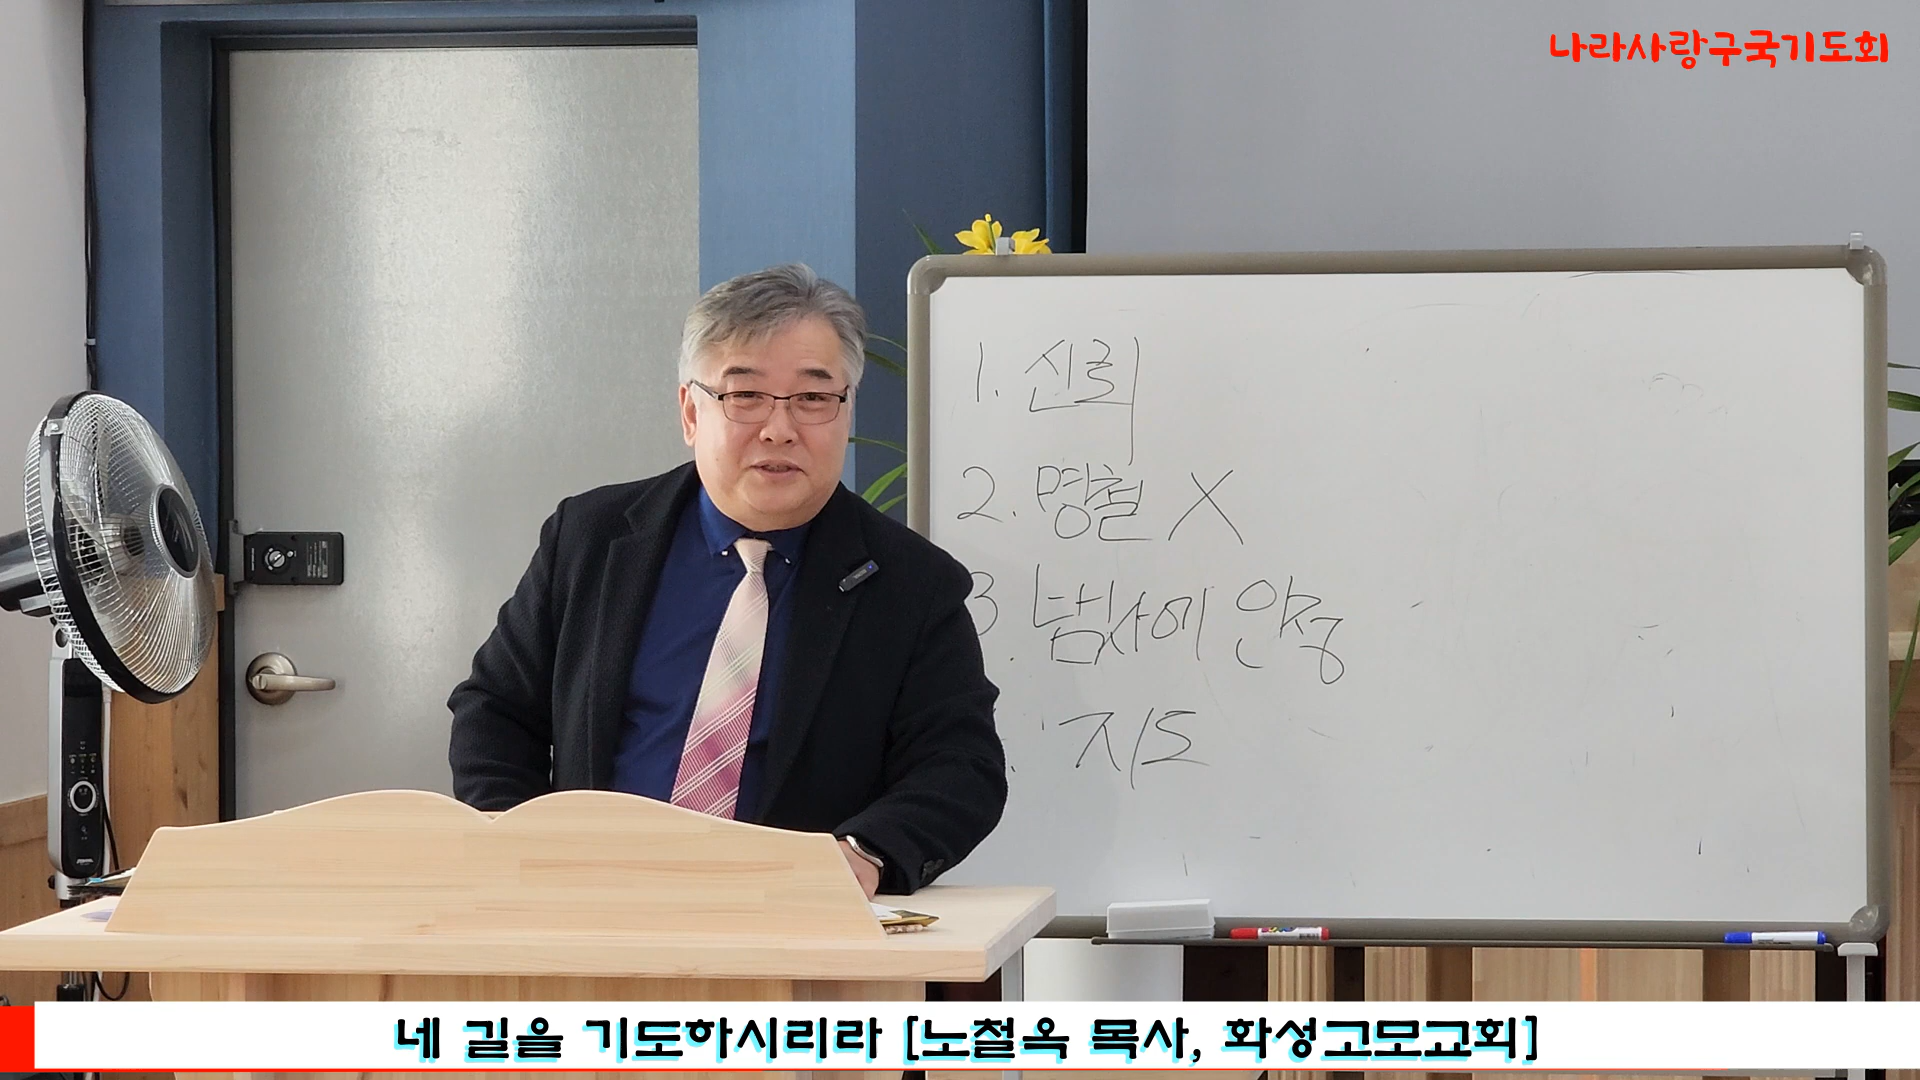 나라사랑구국기도회
1. 신뢰
2. 명철 X
3. 범사에 인정
지도
네 길을 기도하시리라 [노철옥 목사, 화성고모교회]